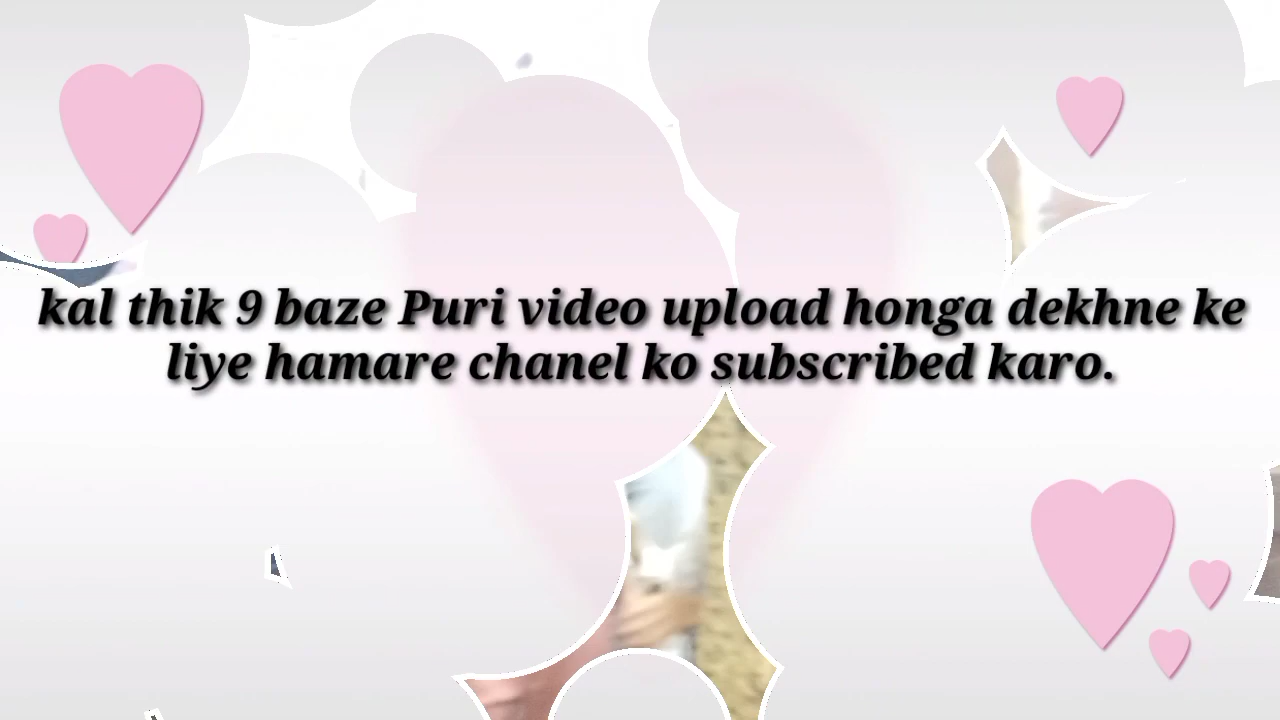 kal thik 9 baze Puri video upload honga dekhne ke
liye hamare chanel ko subscribed karo.